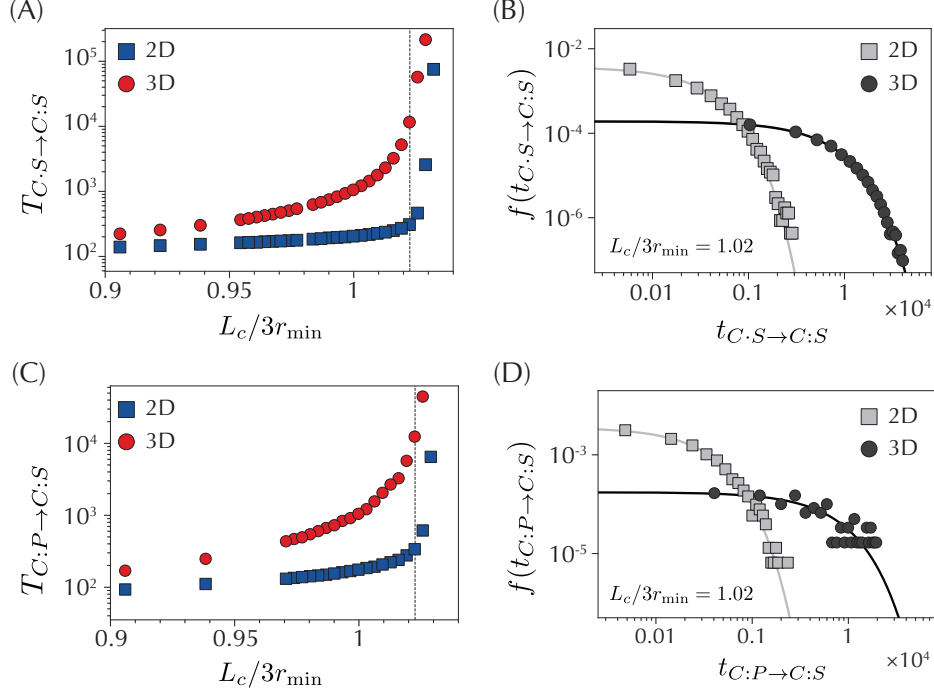 (A)
10^5
10^4
10^3
10^2
T_{C·S→C:S}
2D
3D
0.9
0.95
1
L_c/3r_min
(B)
10^-2
10^-4
10^-6
f(t_{C·S→C:S})
2D
3D
L_c/3r_min = 1.02
0.01
0.1
1
×10^4
t_{C·S→C:S}
(C)
10^4
10^3
10^2
T_{C:P→C:S}
2D
3D
0.9
0.95
1
L_c/3r_min
(D)
10^-3
10^-5
f(t_{C:P→C:S})
2D
3D
L_c/3r_min = 1.02
0.01
0.1
1
×10^4
t_{C:P→C:S}